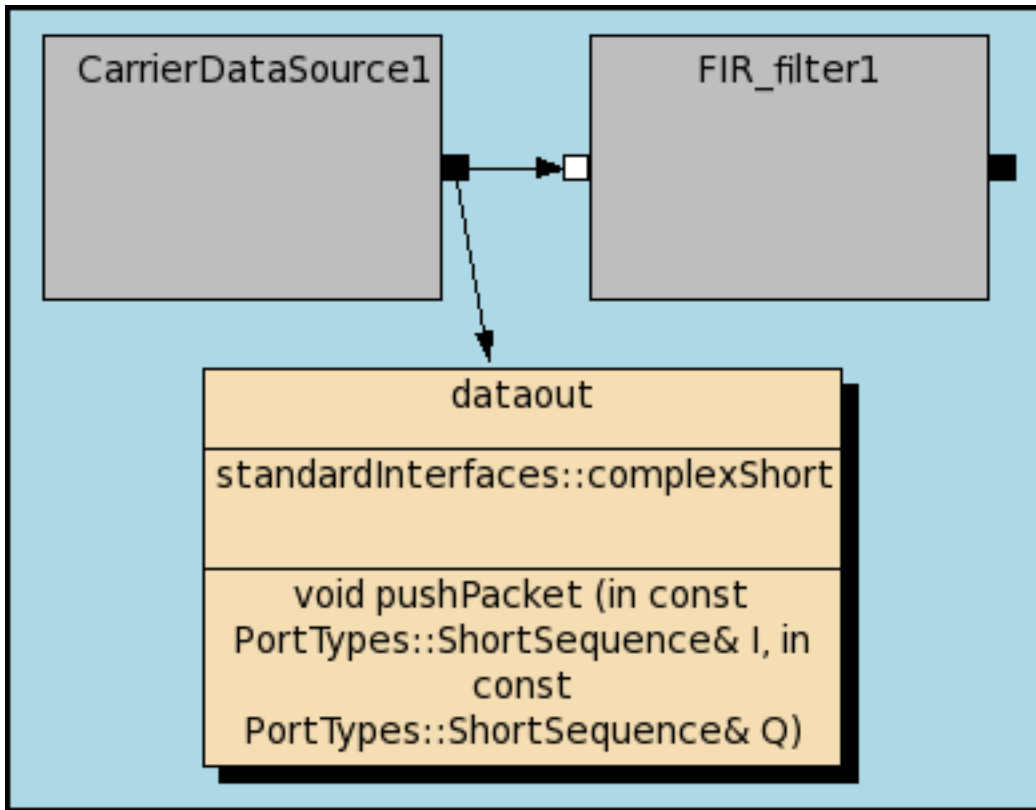 CarrierDataSource1
FIR_filter1
dataout
standardInterfaces::complexShort
void pushPacket (in const
PortTypes::ShortSequence& I, in
const
PortTypes::ShortSequence& Q)